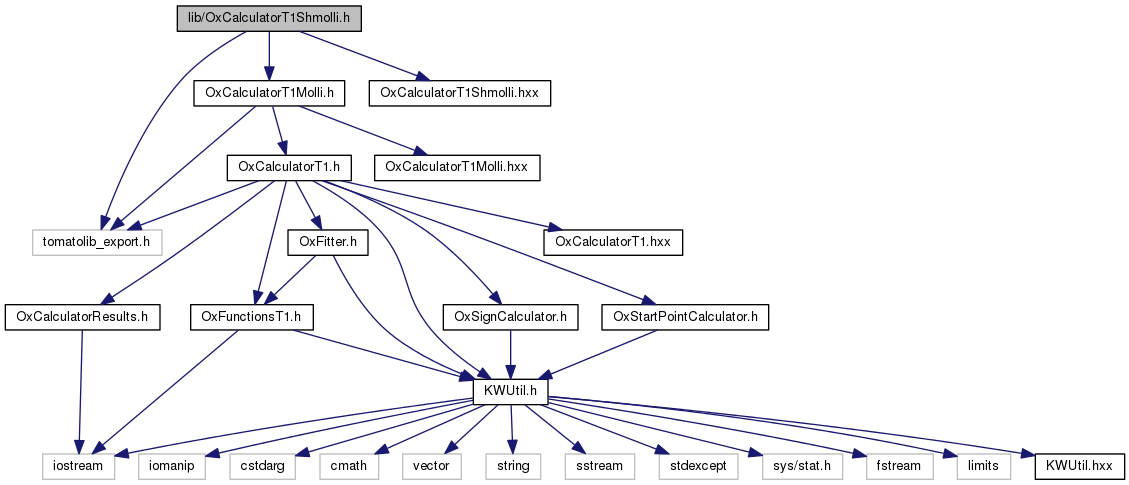 lib/OxCalculatorT1Shmolli.h
OxCalculatorT1Molli.h
OxCalculatorT1Shmolli.hxx
OxCalculatorT1.h
OxCalculatorT1Molli.hxx
tomatolib_export.h
OxFitter.h
OxCalculatorT1.hxx
OxCalculatorResults.h
OxFunctionsT1.h
OxSignCalculator.h
OxStartPointCalculator.h
KWUtil.h
iostream
iomanip
cstdarg
cmath
vector
string
sstream
stdexcept
sys/stat.h
fstream
limits
KWUtil.hxx